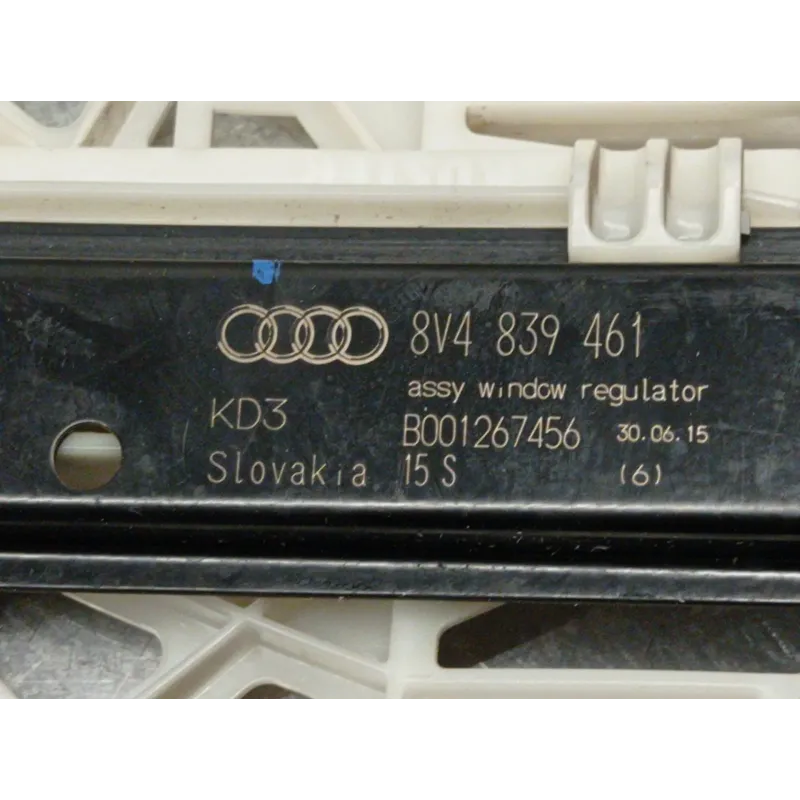 8V4 839 461
assy window regulator
KD3
B001267456 30.06.15
Slovakia 15 S (6)